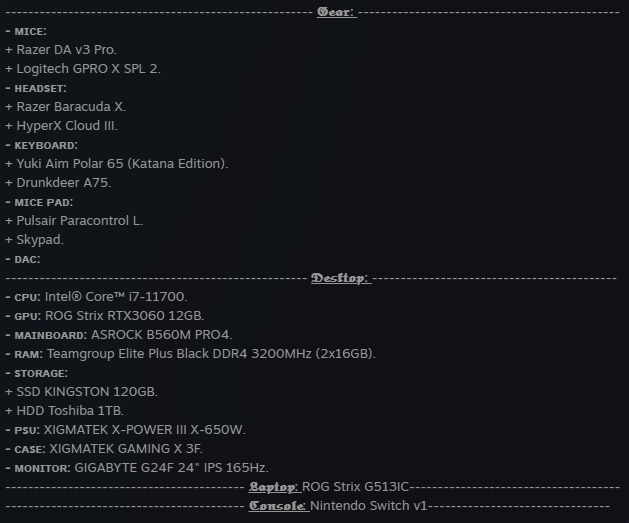 ------------------------------------------------------- Gear: -----------------------------------------------
- MICE:
+ Razer DA v3 Pro.
+ Logitech GPRO X SPL 2.
- HEADSET:
+ Razer Baracuda X.
+ HyperX Cloud III.
- KEYBOARD:
+ Yuki Aim Polar 65 (Katana Edition).
+ Drunkdeer A75.
- MICE PAD:
+ Pulsair Paracontrol L.
+ Skypad.
- DAC:
------------------------------------------------------ Desktop: --------------------------------------------
- CPU: Intel® Core™ i7-11700.
- GPU: ROG Strix RTX3060 12GB.
- MAINBOARD: ASROCK B560M PRO4.
- RAM: Teamgroup Elite Plus Black DDR4 3200MHz (2x16GB).
- STORAGE:
+ SSD KINGSTON 120GB.
+ HDD Toshiba 1TB.
- PSU: XIGMATEK X-POWER III X-650W.
- CASE: XIGMATEK GAMING X 3F.
- MONITOR: GIGABYTE G24F 24" IPS 165Hz.
------------------------------------------- Laptop: ROG Strix G513IC--------------------------------------
------------------------------------------- Console: Nintendo Switch v1---------------------------------